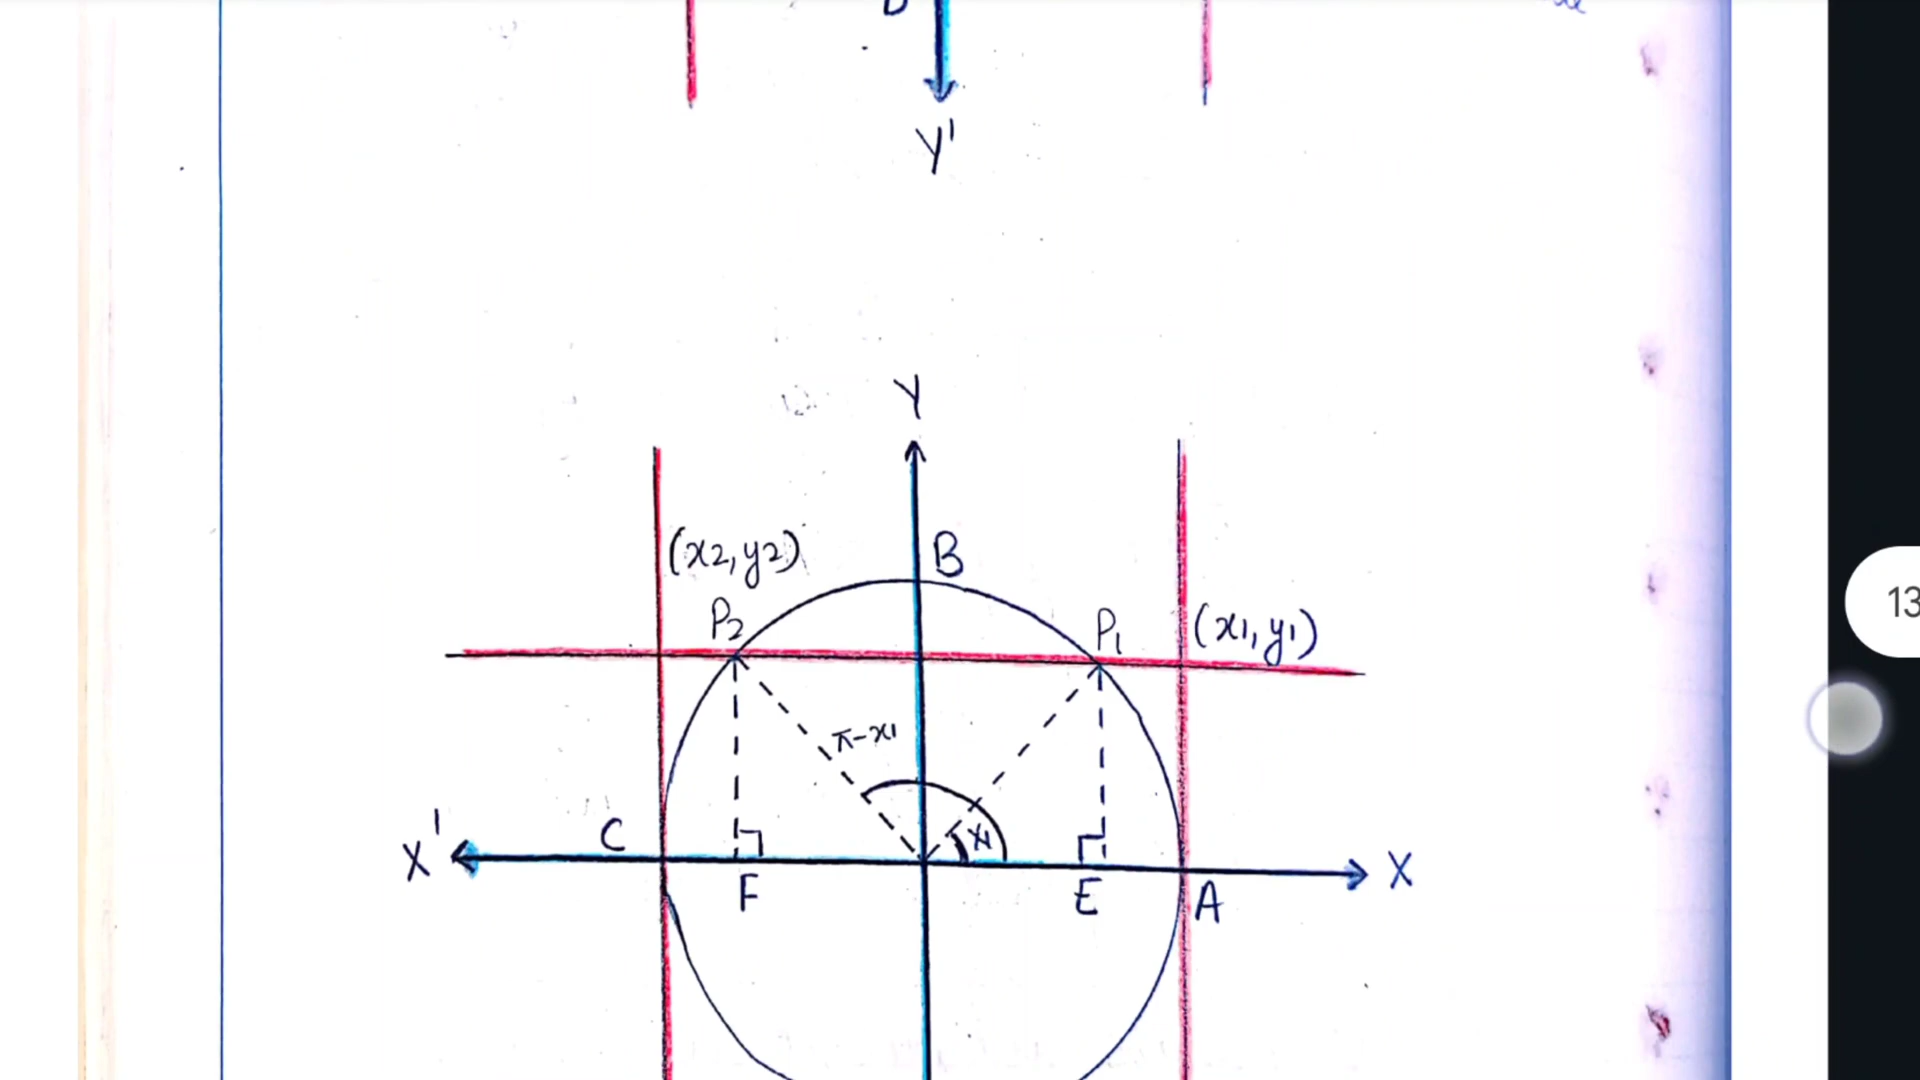 D
Y'
Y
(x2,y2)
B
P2
P1
(x1,y1)
π-x1
x1
X'
C
X
F
E
A
13